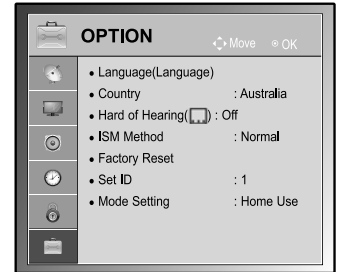 OPTION
Move OK
• Language(Language)
• Country : Australia
• Hard of Hearing( ) : Off
• ISM Method : Normal
• Factory Reset
• Set ID : 1
• Mode Setting : Home Use